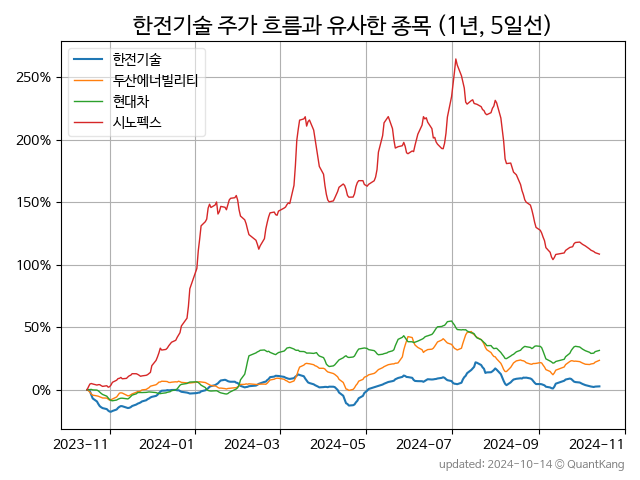 한전기술 주가 흐름과 유사한 종목 (1년, 5일선)
한전기술
두산에너빌리티
현대차
시노펙스
250%
200%
150%
100%
50%
0%
2023-11 2024-01 2024-03 2024-05 2024-07 2024-09 2024-11
updated: 2024-10-14 © QuantKang